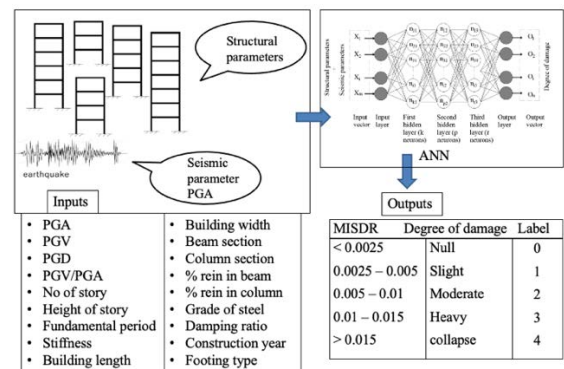 Structural
parameters
earthquake
Seismic
parameter
PGA
Inputs
• PGA
• PGV
• PGD
• PGV/PGA
• No of story
• Height of story
• Fundamental period
• Stiffness
• Building length
• Building width
• Beam section
• Column section
• % rein in beam
• % rein in column
• Grade of steel
• Damping ratio
• Construction year
• Footing type
Structural parameters
Seismic parameters
Degree of damage
Input
vector
Input
layer
First
hidden
layer (k
neurons)
Second
hidden
layer (p
neurons)
Third
hidden
layer (t
neurons)
Output
layer
Output
vector
ANN
Outputs
MISDR Degree of damage Label
< 0.0025 Null 0
0.0025 – 0.005 Slight 1
0.005 – 0.01 Moderate 2
0.01 – 0.015 Heavy 3
> 0.015 collapse 4